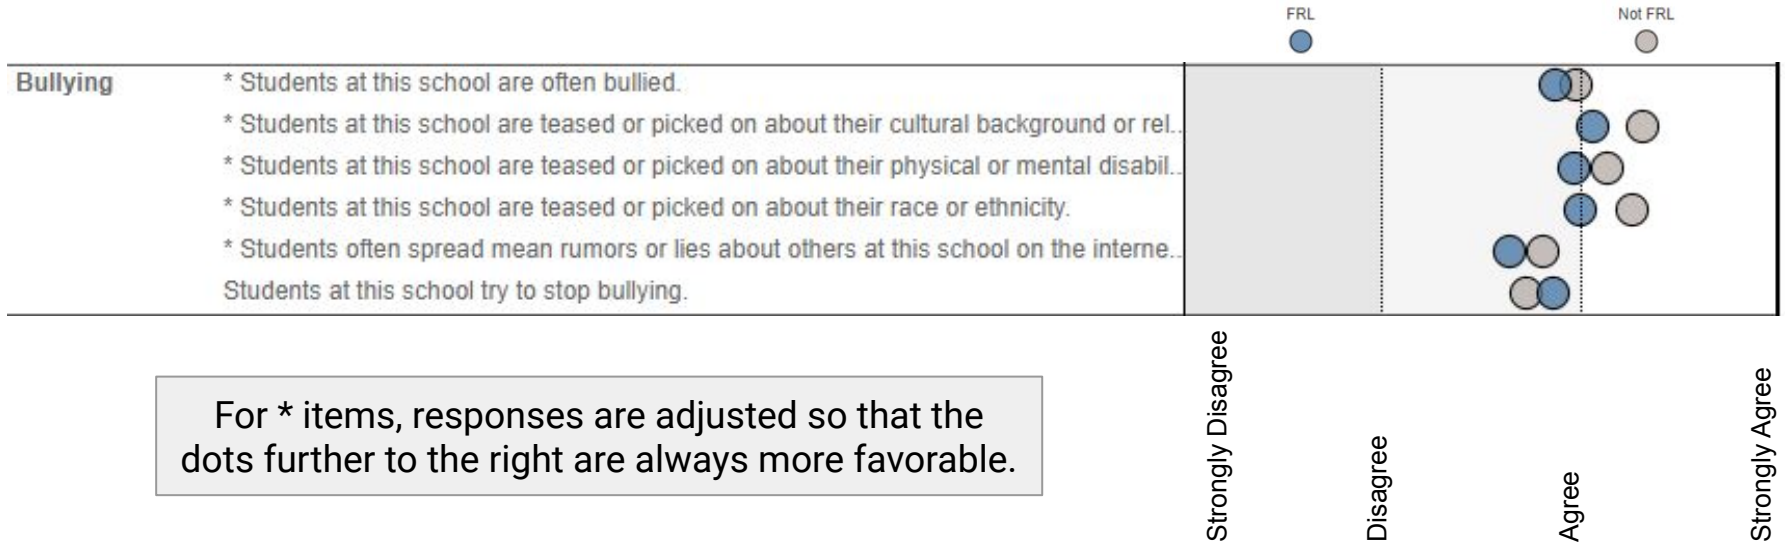 FRL
Not FRL
Bullying
* Students at this school are often bullied.
* Students at this school are teased or picked on about their cultural background or rel..
* Students at this school are teased or picked on about their physical or mental disabil..
* Students at this school are teased or picked on about their race or ethnicity.
* Students often spread mean rumors or lies about others at this school on the interne..
Students at this school try to stop bullying.
For * items, responses are adjusted so that the
dots further to the right are always more favorable.
Strongly Disagree
Disagree
Agree
Strongly Agree